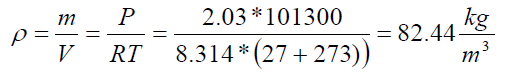 ρ = m/V = P/RT = 2.03*101300/8.314*(27+273)) = 82.44 kg/m³